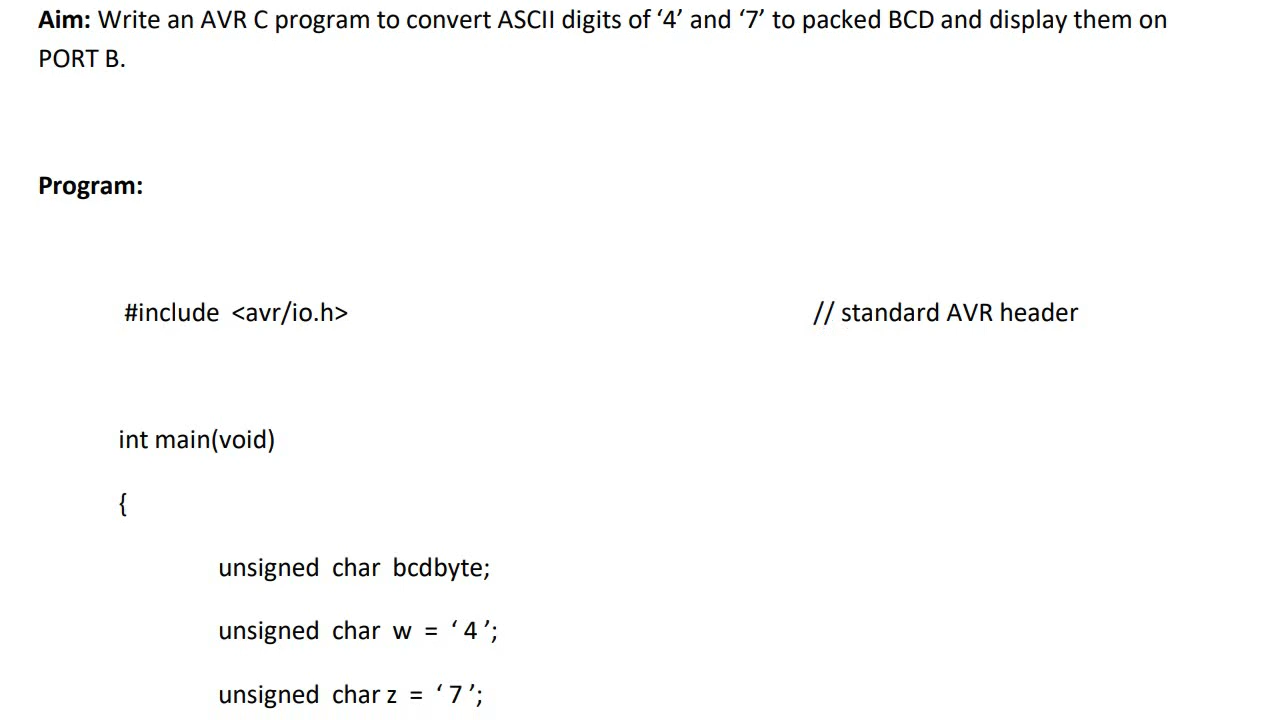 Aim: Write an AVR C program to convert ASCII digits of ‘4’ and ‘7’ to packed BCD and display them on
PORT B.
Program:
#include <avr/io.h> // standard AVR header
int main(void)
{
unsigned char bcdbyte;
unsigned char w = ‘ 4 ’;
unsigned char z = ‘ 7 ’;